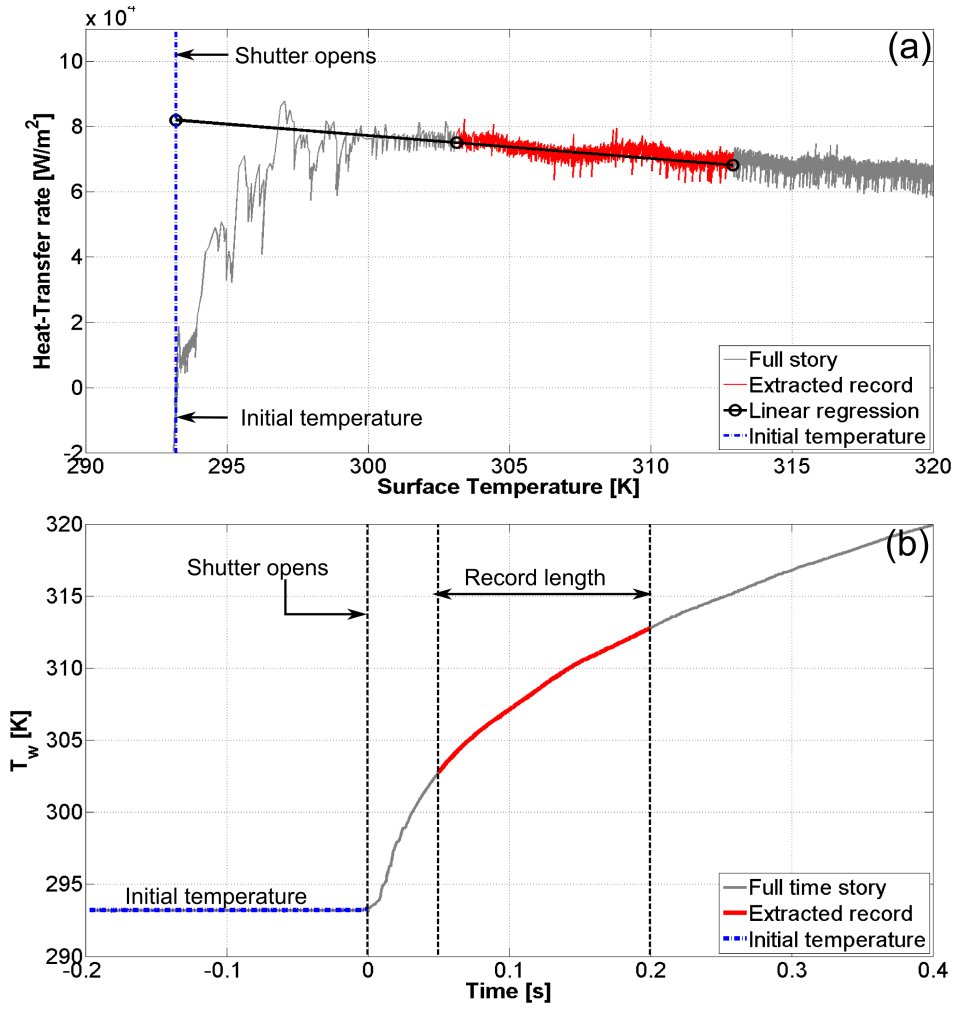 x 10⁴
(a)
10
8
6
4
2
0
-2
Heat-Transfer rate [W/m²]
Shutter opens
Initial temperature
Full story
Extracted record
Linear regression
Initial temperature
290 295 300 305 310 315 320
Surface Temperature [K]
(b)
320
315
310
305
300
295
290
T_w [K]
Shutter opens
Record length
Initial temperature
Full time story
Extracted record
Initial temperature
-0.2 -0.1 0 0.1 0.2 0.3 0.4
Time [s]